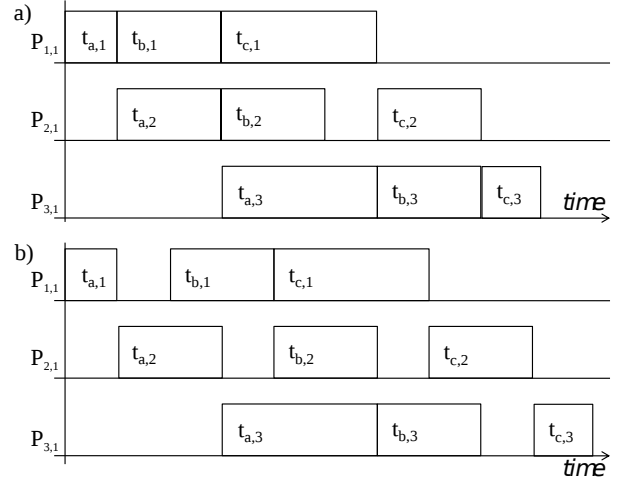 a)
P1,1 ta,1 tb,1 tc,1
P2,1 ta,2 tb,2 tc,2
P3,1 ta,3 tb,3 tc,3 time
b)
P1,1 ta,1 tb,1 tc,1
P2,1 ta,2 tb,2 tc,2
P3,1 ta,3 tb,3 tc,3
time